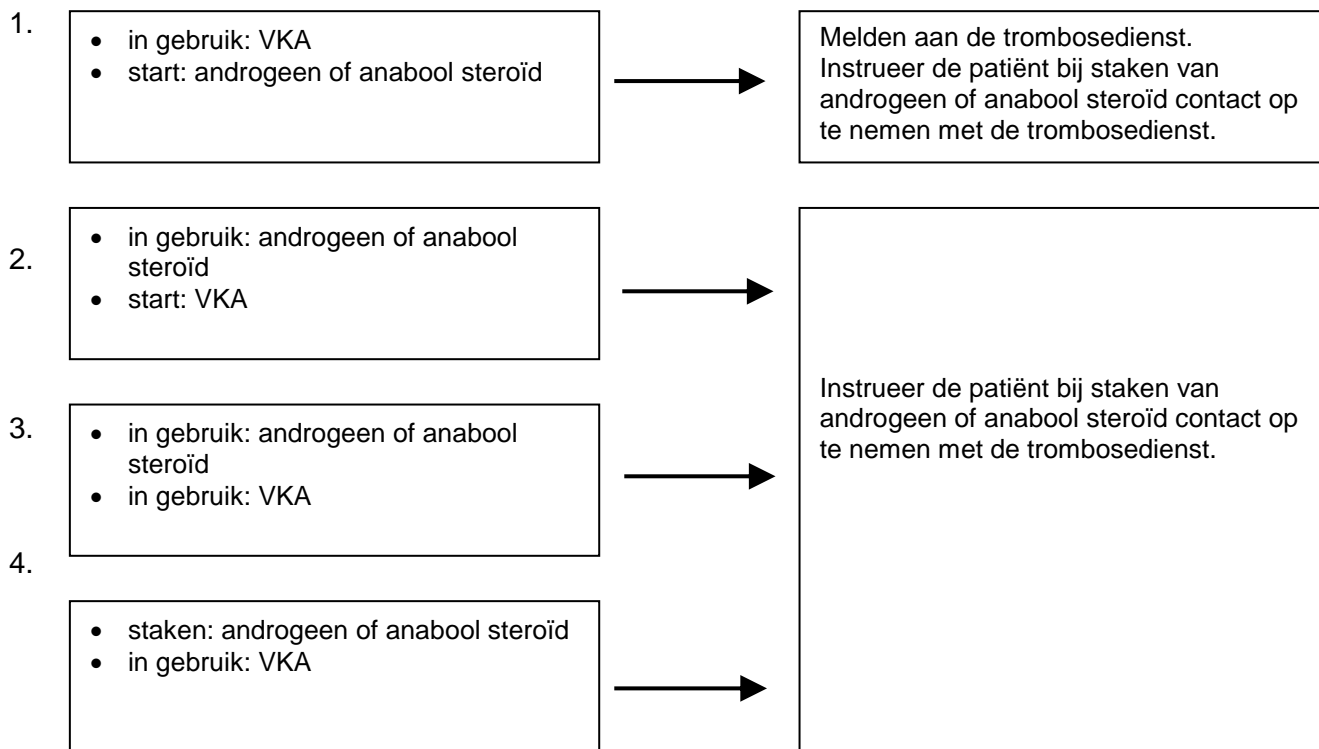 1.
• in gebruik: VKA
• start: androgeen of anabool steroïd
Melden aan de trombosedienst.
Instrueer de patiënt bij staken van
androgeen of anabool steroïd contact op
te nemen met de trombosedienst.
2.
• in gebruik: androgeen of anabool
steroïd
• start: VKA
3.
• in gebruik: androgeen of anabool
steroïd
• in gebruik: VKA
4.
• staken: androgeen of anabool steroïd
• in gebruik: VKA
Instrueer de patiënt bij staken van
androgeen of anabool steroïd contact op
te nemen met de trombosedienst.